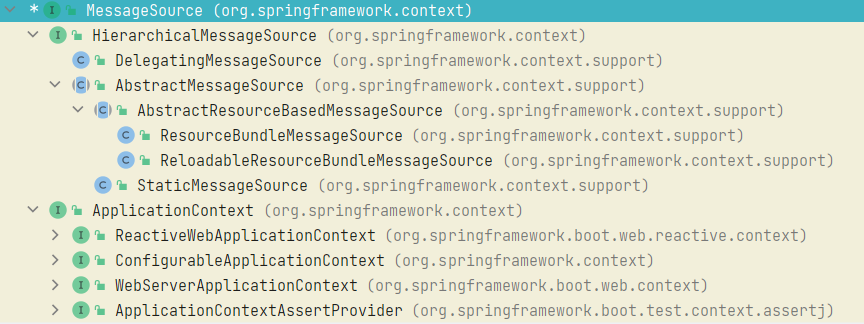 * I MessageSource (org.springframework.context)
I HierarchicalMessageSource (org.springframework.context)
C DelegatingMessageSource (org.springframework.context.support)
C AbstractMessageSource (org.springframework.context.support)
C AbstractResourceBasedMessageSource (org.springframework.context.support)
C ResourceBundleMessageSource (org.springframework.context.support)
C ReloadableResourceBundleMessageSource (org.springframework.context.support)
C StaticMessageSource (org.springframework.context.support)
I ApplicationContext (org.springframework.context)
I ReactiveWebApplicationContext (org.springframework.boot.web.reactive.context)
I ConfigurableApplicationContext (org.springframework.context)
I WebServerApplicationContext (org.springframework.boot.web.context)
I ApplicationContextAssertProvider (org.springframework.boot.test.context.assertj)